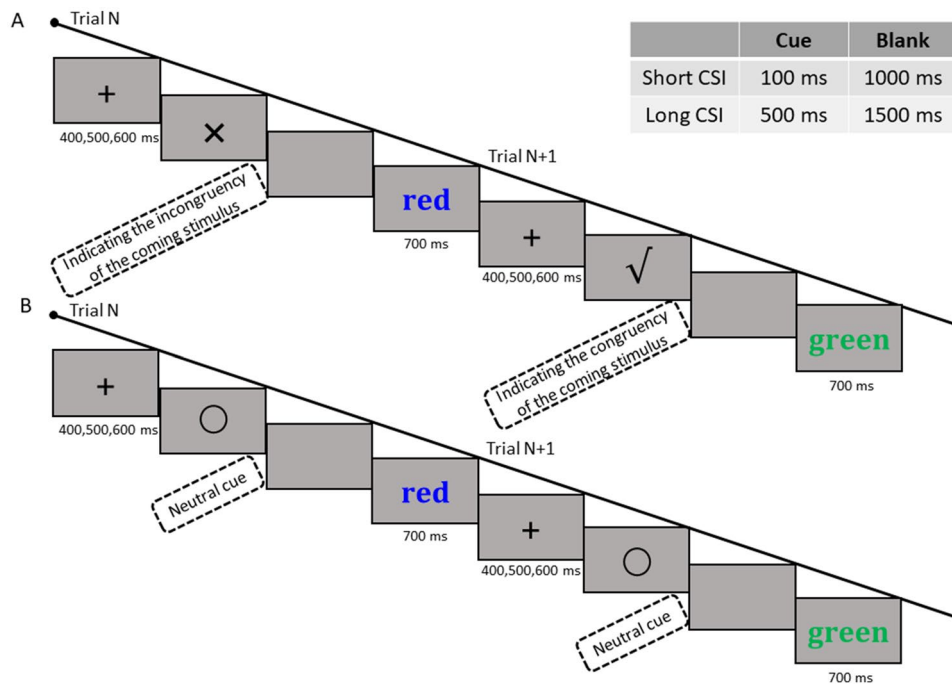 A
Trial N
Cue Blank
Short CSI 100 ms 1000 ms
Long CSI 500 ms 1500 ms
+
400,500,600 ms
×
Indicating the incongruency
of the coming stimulus
red
700 ms
Trial N+1
+
400,500,600 ms
√
Indicating the congruency
of the coming stimulus
green
700 ms
B
Trial N
+
400,500,600 ms
Neutral cue
red
700 ms
Trial N+1
+
400,500,600 ms
Neutral cue
green
700 ms